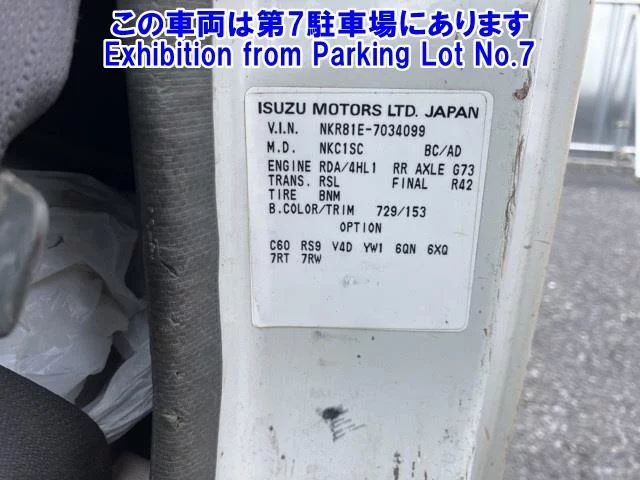 この車両は第7駐車場にあります
Exhibition from Parking Lot No.7
ISUZU MOTORS LTD. JAPAN
V.I.N. NKR81E-7034099
M.D. NKC1SC BC/AD
ENGINE RDA/4HL1 RR AXLE G73
TRANS. RSL FINAL R42
TIRE BNM
B.COLOR/TRIM 729/153
OPTION
C60 RS9 V4D YW1 6QN 6XQ
7RT 7RW